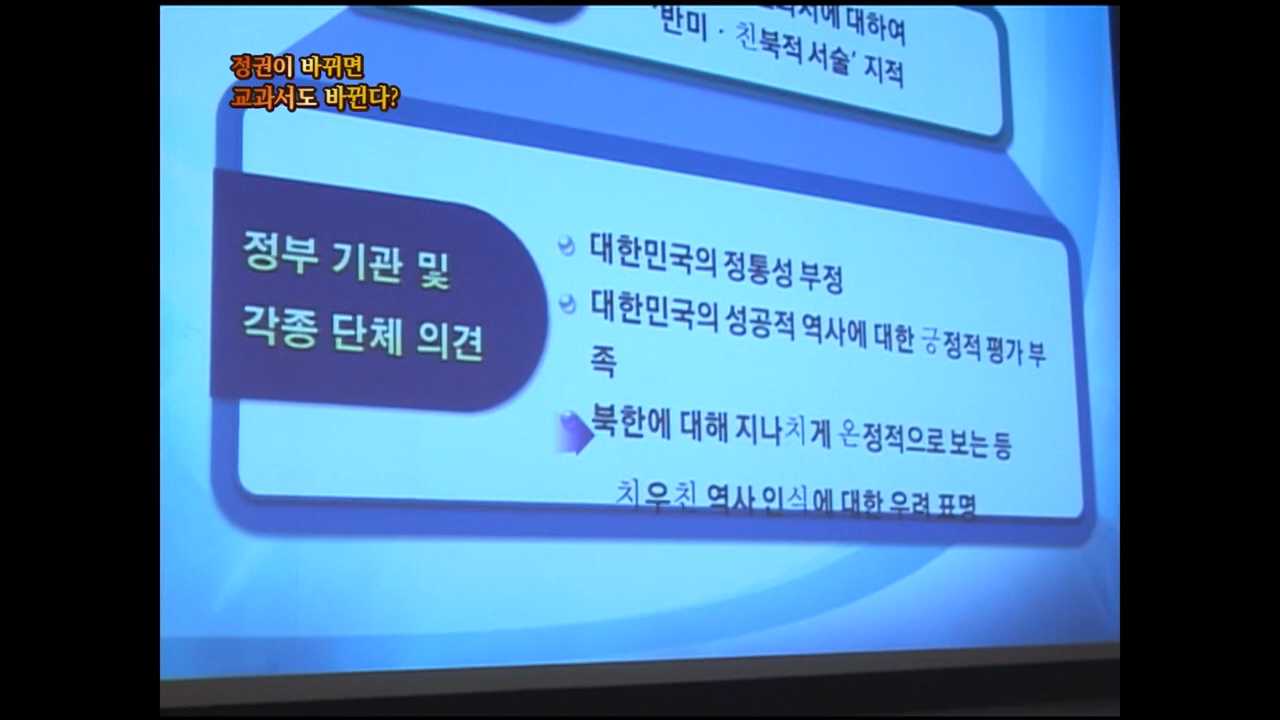 정권이 바뀌면
교과서도 바뀐다?
에 대하여
'반미 · 친북적 서술' 지적
정부 기관 및
각종 단체 의견
대한민국의 정통성 부정
대한민국의 성공적 역사에 대한 긍정적 평가 부
족
북한에 대해 지나치게 온정적으로 보는 등
치우친 역사 인식에 대한 우려 표명